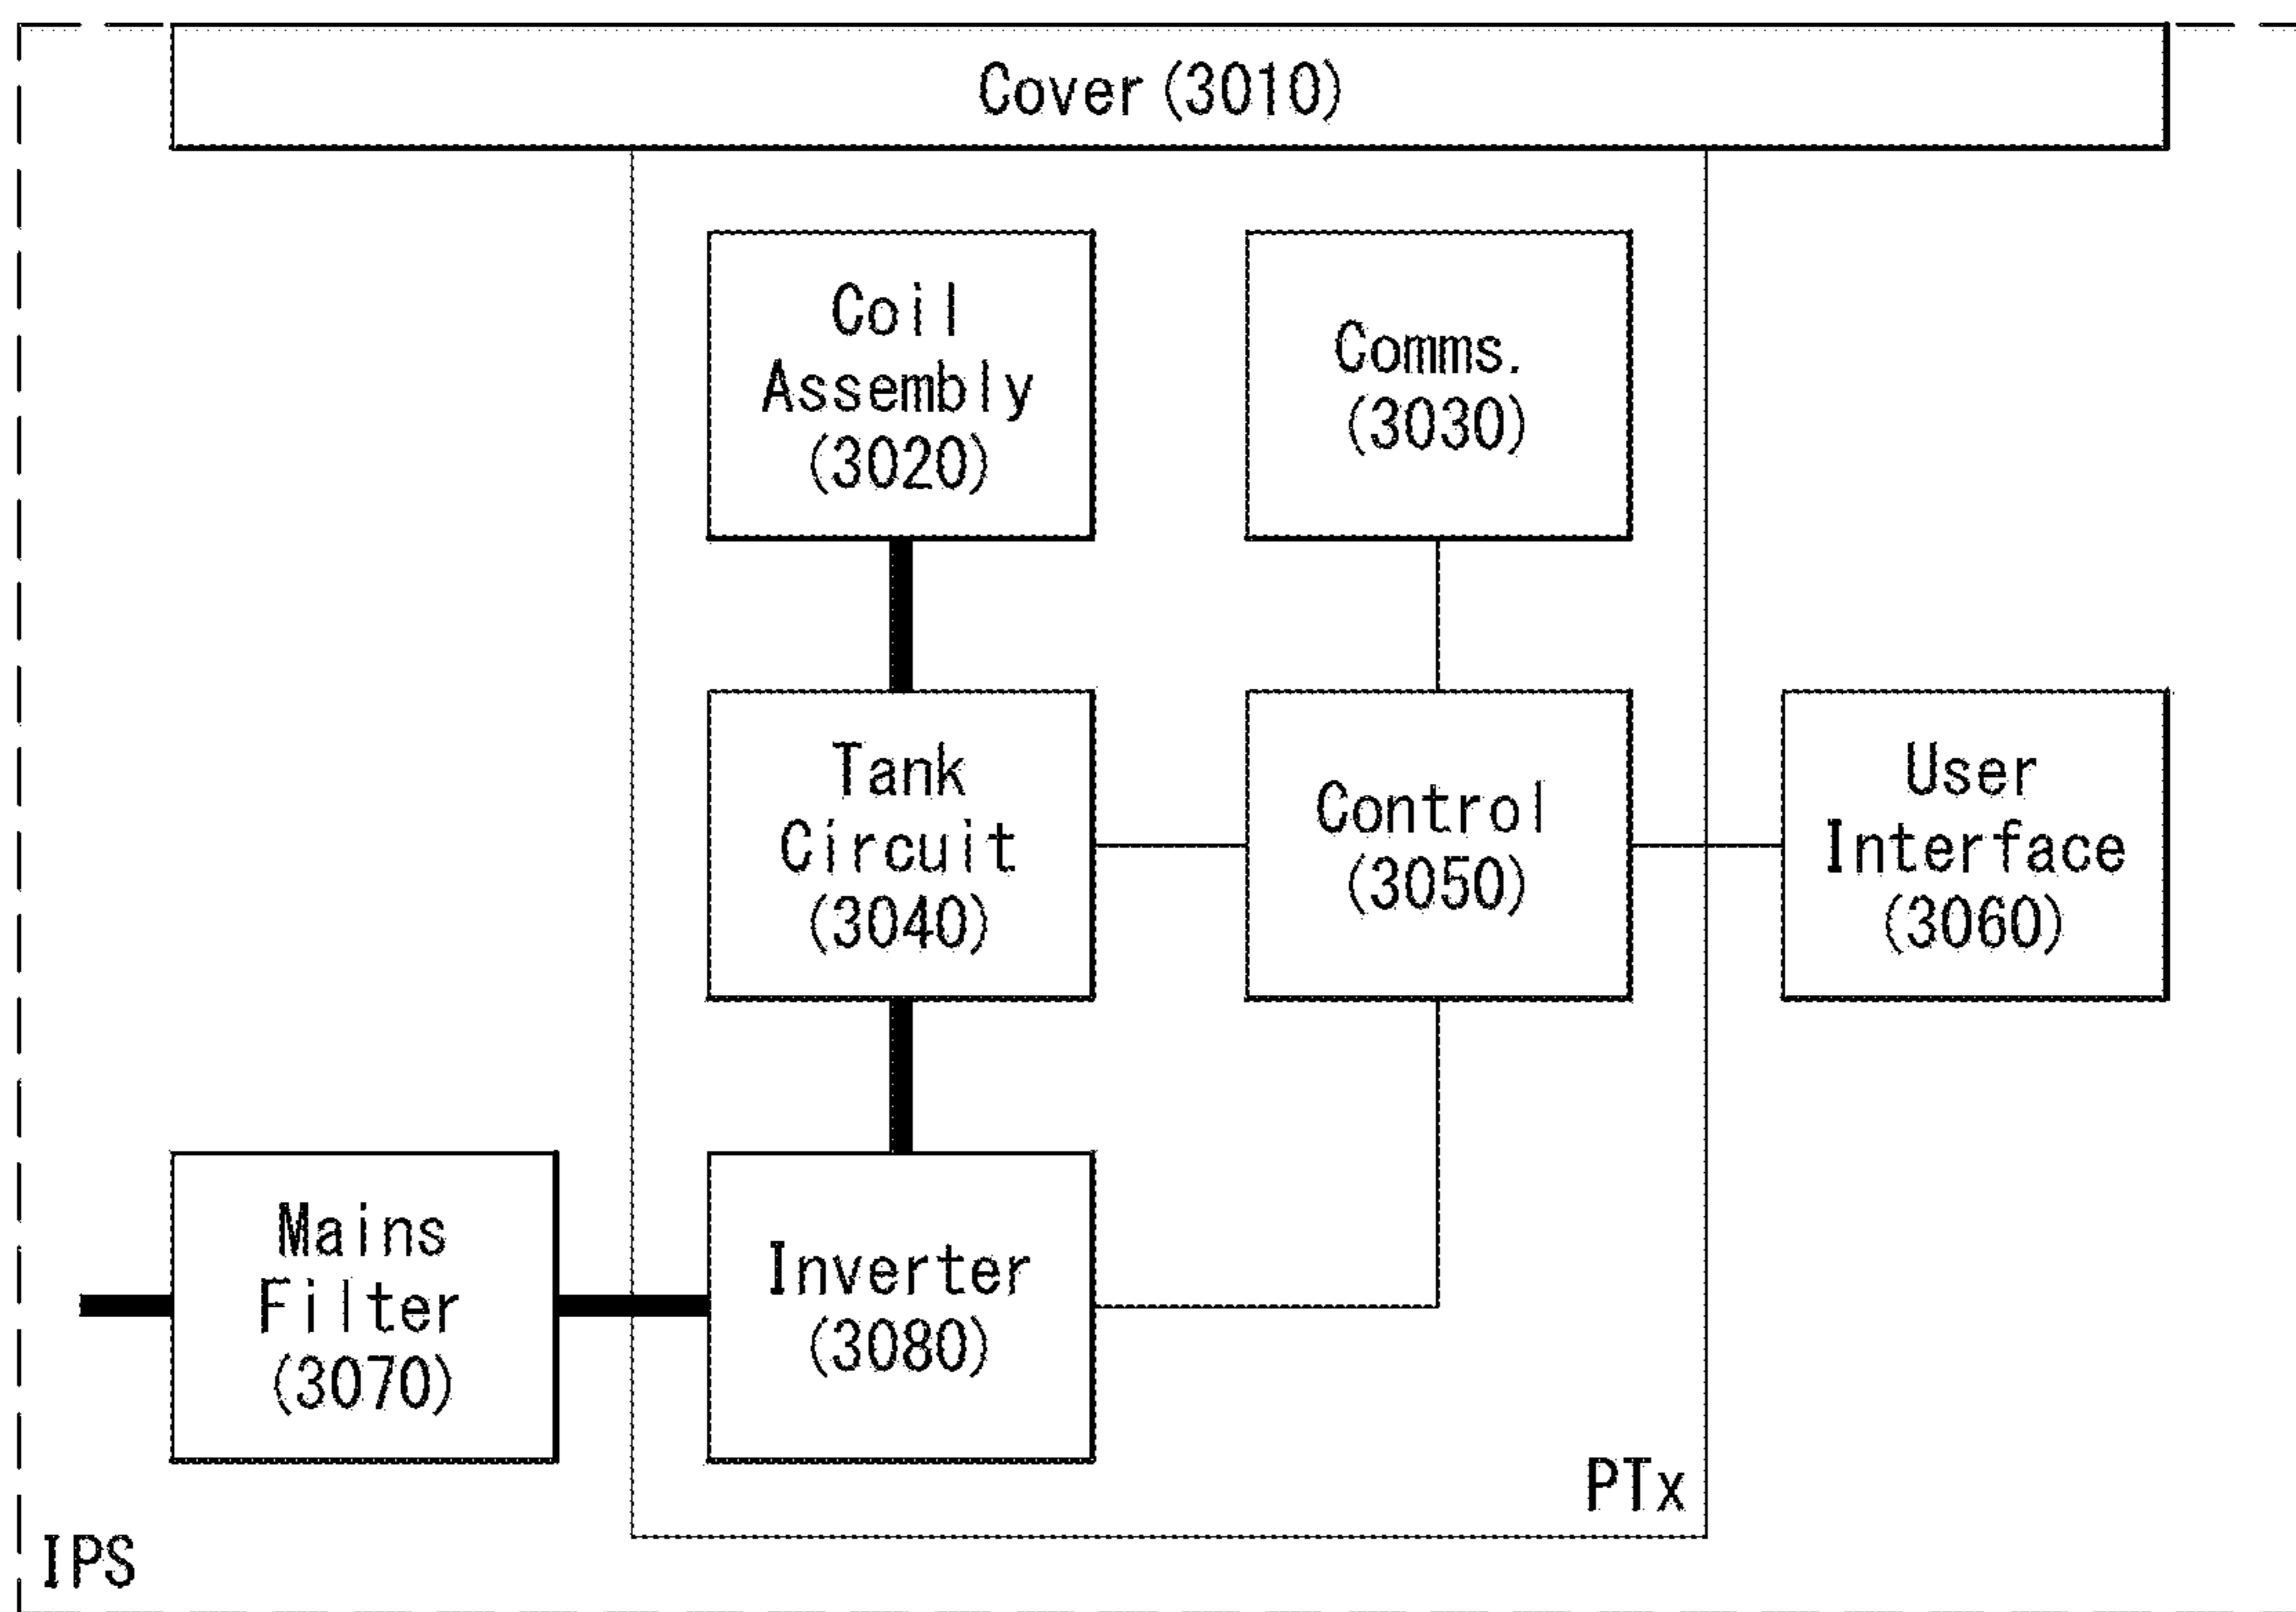 Cover (3010)
Coil
Assembly
(3020)
Comms.
(3030)
Tank
Circuit
(3040)
Control
(3050)
User
Interface
(3060)
Mains
Filter
(3070)
Inverter
(3080)
PTx
IPS